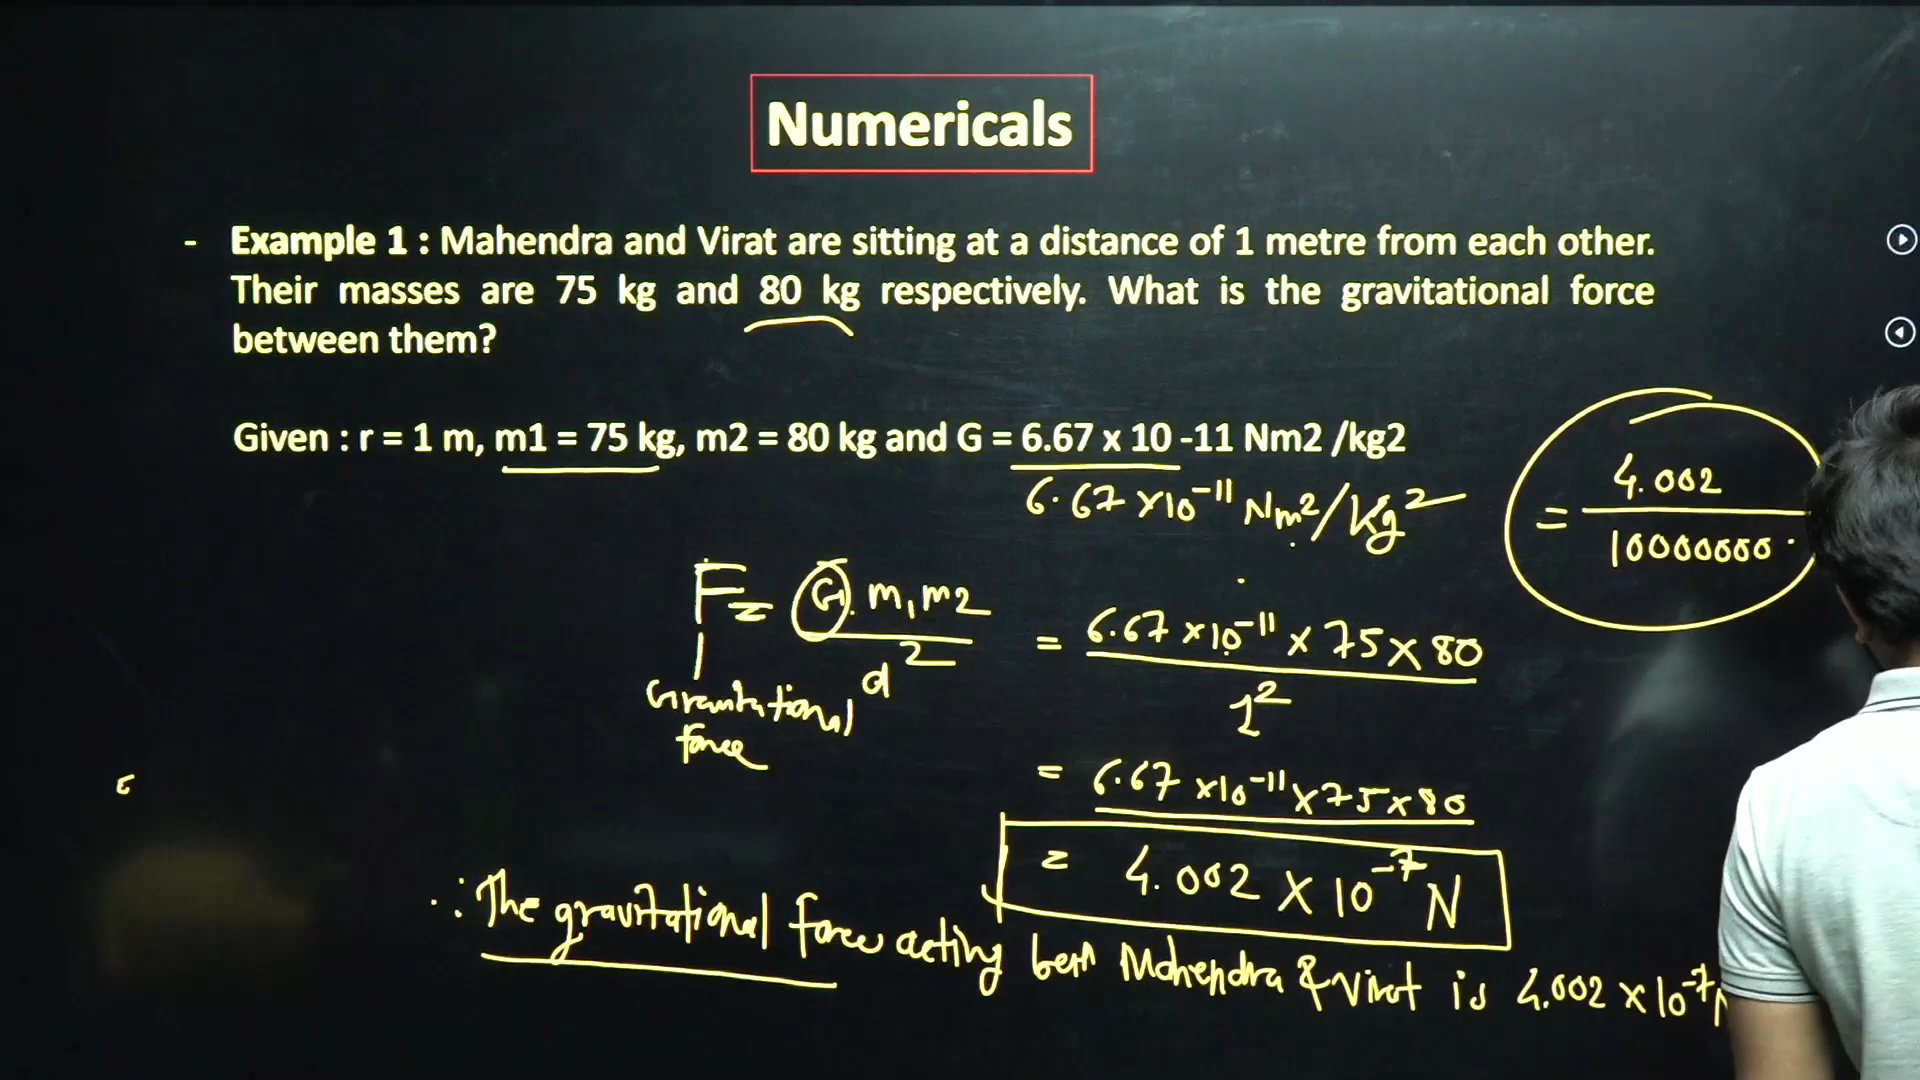 Numericals
- Example 1 : Mahendra and Virat are sitting at a distance of 1 metre from each other.
Their masses are 75 kg and 80 kg respectively. What is the gravitational force
between them?
Given : r = 1 m, m1 = 75 kg, m2 = 80 kg and G = 6.67 x 10 -11 Nm2 /kg2
6.67 × 10⁻¹¹ Nm²/kg²
= 4.002
10000000
F = G. m₁m2
d²
Gravitational
force
= 6.67 × 10⁻¹¹ × 75 × 80
1²
= 6.67 × 10⁻¹¹ × 75 × 80
= 4.002 × 10⁻⁷ N
∴ The gravitational force acting betn Mahendra & Virat is 4.002 × 10⁻⁷ N